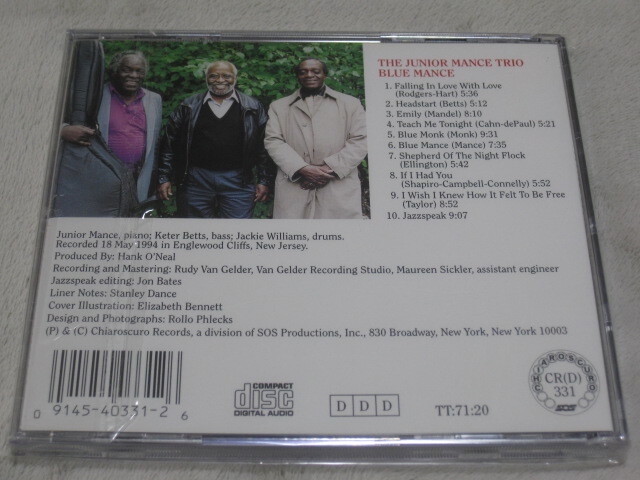 THE JUNIOR MANCE TRIO
BLUE MANCE
1. Falling In Love With Love
(Rodgers-Hart) 5:36
2. Headstart (Betts) 5:12
3. Emily (Mandel) 8:10
4. Teach Me Tonight (Cahn-dePaul) 5:21
5. Blue Monk (Monk) 9:31
6. Blue Mance (Mance) 7:35
7. Shepherd Of The Night Flock
(Ellington) 5:42
8. If I Had You
(Shapiro-Campbell-Connelly) 5:52
9. I Wish I Knew How It Felt To Be Free
(Taylor) 8:52
10. Jazzspeak 9:07
Junior Mance, piano; Keter Betts, bass; Jackie Williams, drums.
Recorded 18 May 1994 in Englewood Cliffs, New Jersey.
Produced By: Hank O'Neal
Recording and Mastering: Rudy Van Gelder, Van Gelder Recording Studio, Maureen Sickler, assistant engineer
Jazzspeak editing: Jon Bates
Liner Notes: Stanley Dance
Cover Illustration: Elizabeth Bennett
Design and Photographs: Rollo Phlecks
(P) & (C) Chiaroscuro Records, a division of SOS Productions, Inc., 830 Broadway, New York, New York 10003
0 9145-40331-2 6
COMPACT
disc
DIGITAL AUDIO
D D D
TT:71:20
CHIAROSCURO
CR(D)
331
SOS